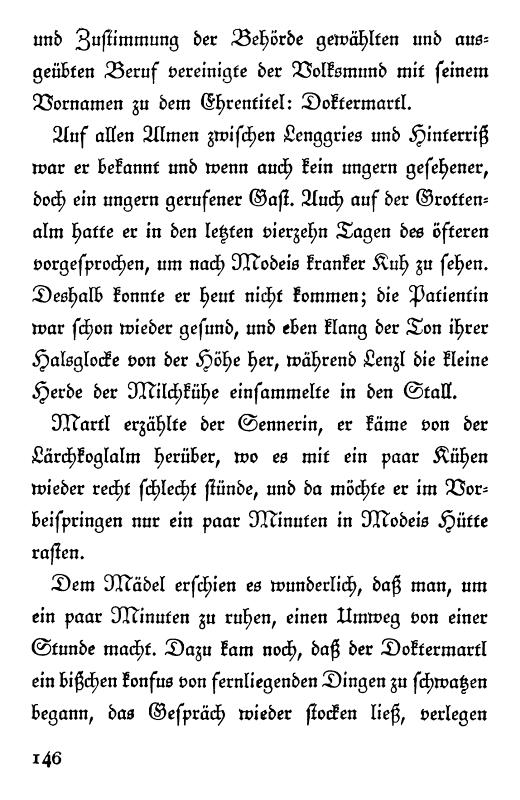 und Zustimmung der Behörde gewählten und aus=
geübten Beruf vereinigte der Volksmund mit seinem
Vornamen zu dem Ehrentitel: Doktermartl.
Auf allen Almen zwischen Lenggries und Hinterriß
war er bekannt und wenn auch kein ungern gesehener,
doch ein ungern gerufener Gast. Auch auf der Grotten=
alm hatte er in den letzten vierzehn Tagen des öfteren
vorgesprochen, um nach Modeis kranker Kuh zu sehen.
Deshalb konnte er heut nicht kommen; die Patientin
war schon wieder gesund, und eben klang der Ton ihrer
Halsglocke von der Höhe her, während Lenzl die kleine
Herde der Milchkühe einsammelte in den Stall.
Martl erzählte der Sennerin, er käme von der
Lärchkoglalm herüber, wo es mit ein paar Kühen
wieder recht schlecht stünde, und da möchte er im Vor=
beispringen nur ein paar Minuten in Modeis Hütte
rasten.
Dem Mädel erschien es wunderlich, daß man, um
ein paar Minuten zu ruhen, einen Umweg von einer
Stunde macht. Dazu kam noch, daß der Doktermartl
ein bißchen konfus von fernliegenden Dingen zu schwatzen
begann, das Gespräch wieder stocken ließ, verlegen
146